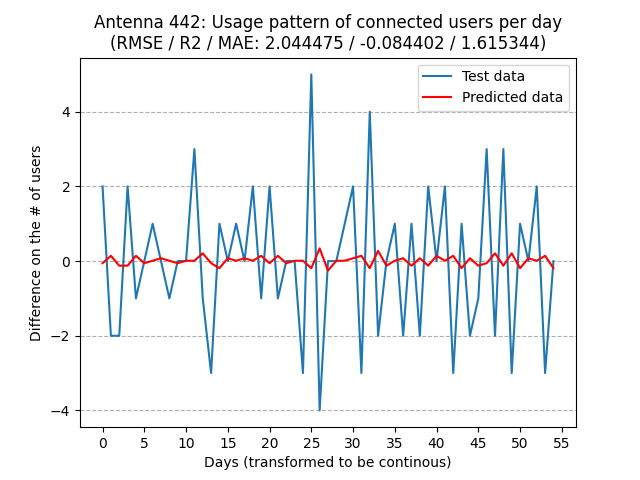 Antenna 442: Usage pattern of connected users per day
(RMSE / R2 / MAE: 2.044475 / -0.084402 / 1.615344)
Test data
Predicted data
Difference on the # of users
4
2
0
−2
−4
0 5 10 15 20 25 30 35 40 45 50 55
Days (transformed to be continous)